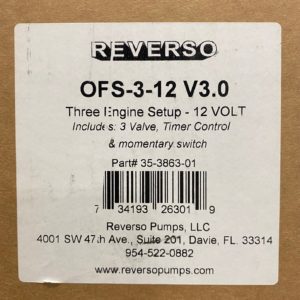 REVERSO
OFS-3-12 V3.0
Three Engine Setup - 12 VOLT
Includes: 3 Valve, Timer Control
& momentary switch
Part# 35-3863-01
7 34193 26301 9
Reverso Pumps, LLC
4001 SW 47th Ave., Suite 201, Davie, FL. 33314
954-522-0882
www.reversopumps.com